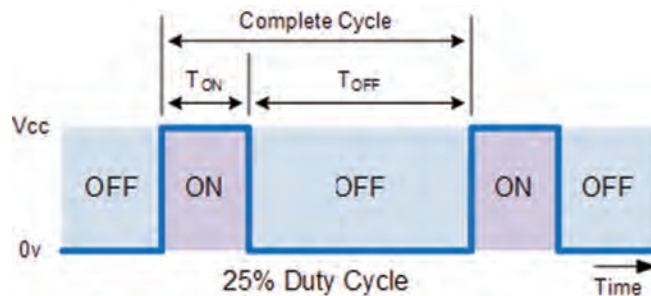 Complete Cycle
TON TOFF
Vcc
OFF ON OFF ON OFF
0v
25% Duty Cycle Time